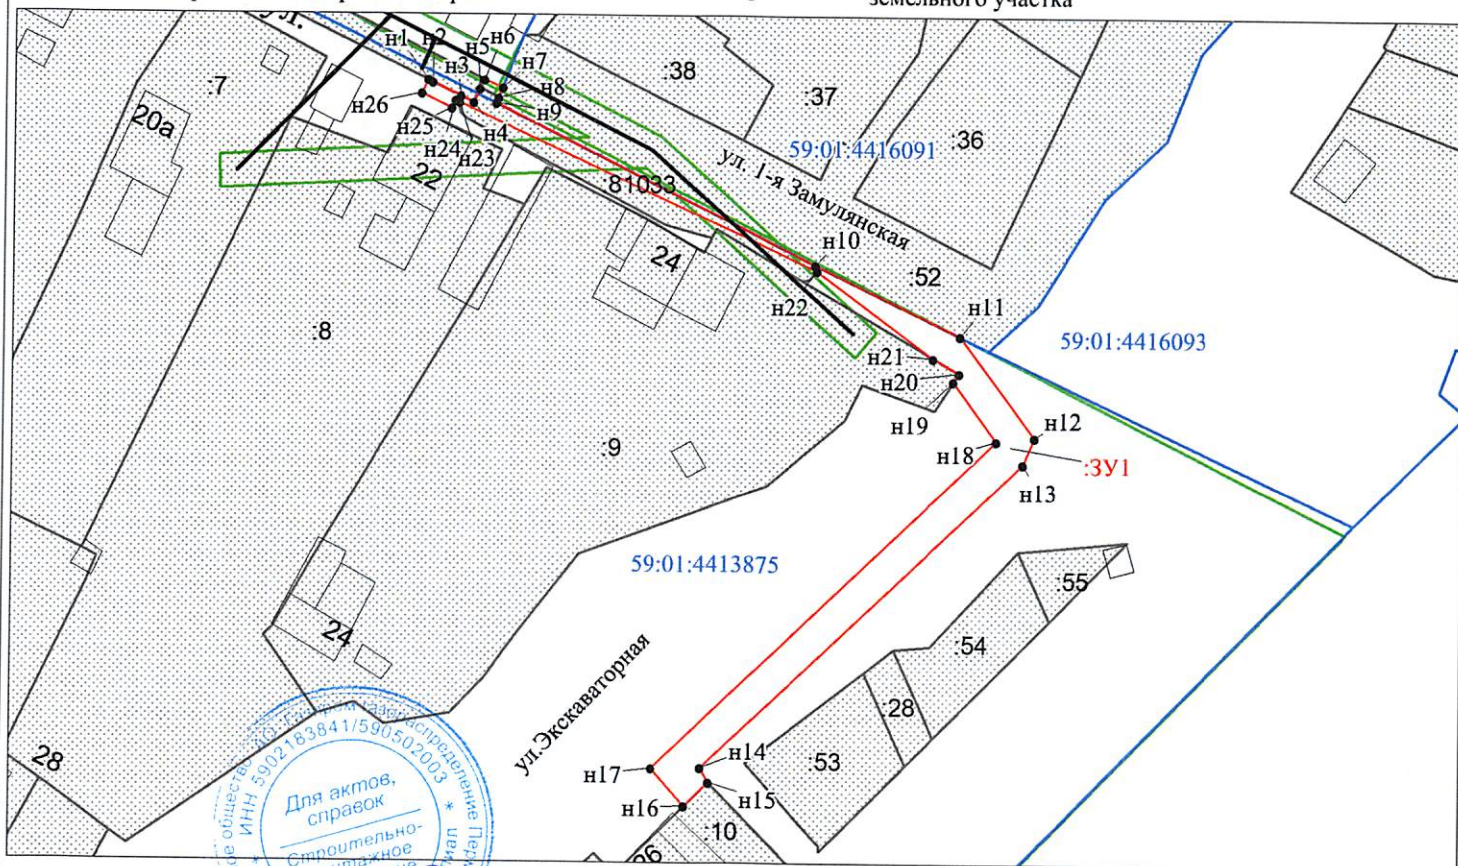 земельного участка
ул.
н1
н2
н5
н6
н3
н7
н8
н9
н26
н25
н24
н4
н23
:7
20а
22
:81033
:38
:37
:36
59:01:4416091
ул. 1-я Замулянская
н10
:52
24
н22
н11
59:01:4416093
:8
н21
н20
н19
н12
н18
:ЗУ1
н13
:9
59:01:4413875
:55
24
:54
ул.Экскаваторная
:28
28
н17
н14
:53
н15
н16
:10
26
ИНН 5902183841/590502003 *
Для актов,
справок
Строительно-